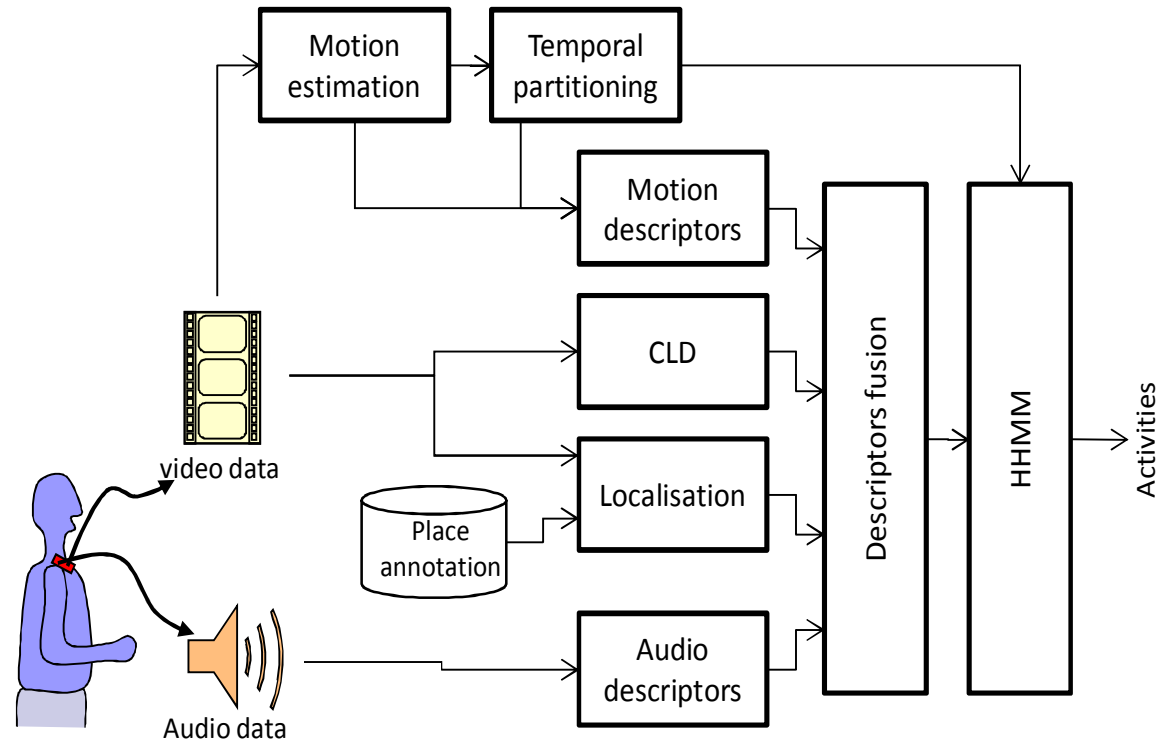 Motion
estimation
Temporal
partitioning
Motion
descriptors
CLD
video data
Localisation
Place
annotation
Audio
descriptors
Audio data
Descriptors fusion
HHMM
Activities